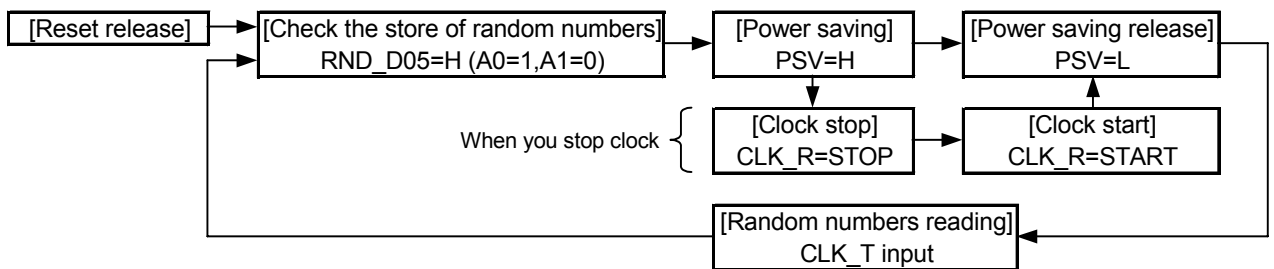 [Reset release]
[Check the store of random numbers]
RND_D05=H (A0=1,A1=0)
[Power saving]
PSV=H
[Power saving release]
PSV=L
When you stop clock
[Clock stop]
CLK_R=STOP
[Clock start]
CLK_R=START
[Random numbers reading]
CLK_T input